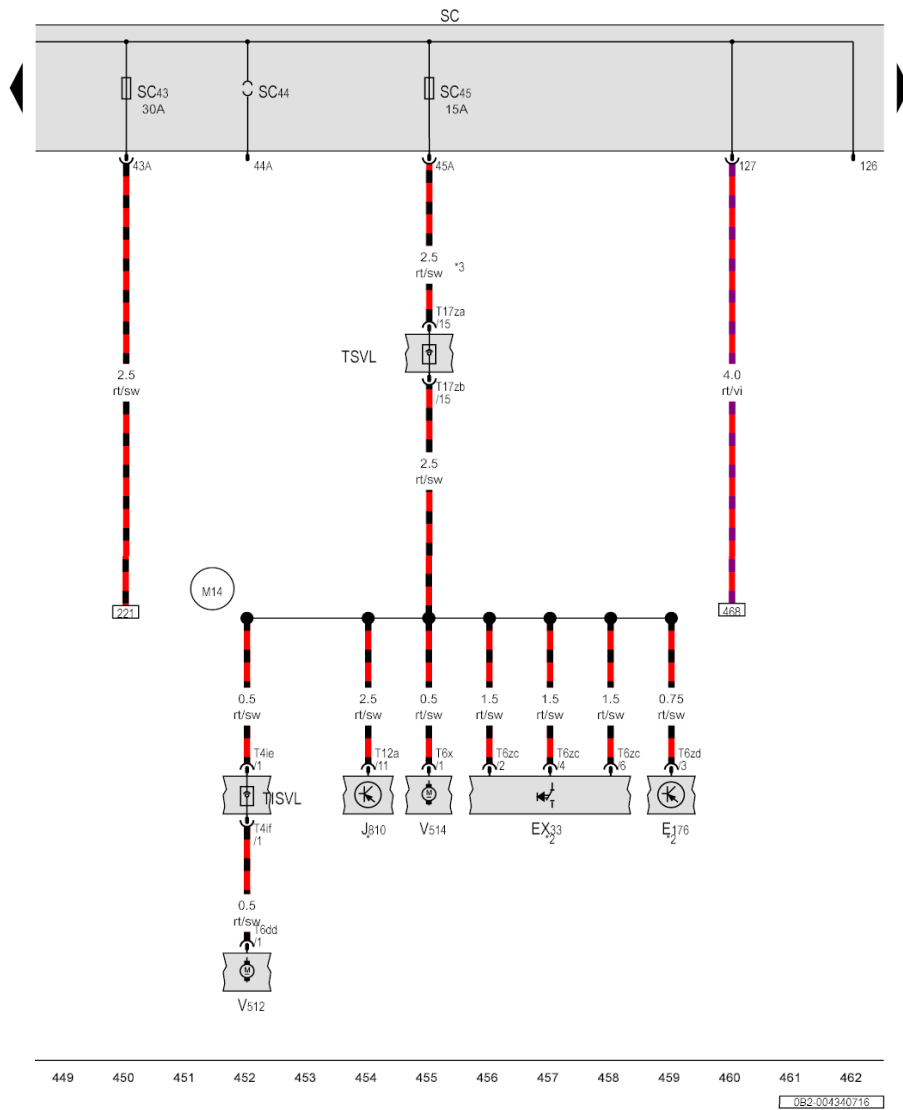 SC
SC43
30A
SC44
SC45
15A
43A
44A
45A
127
126
2.5
rt/sw
*3
T17za
/15
TSVL
T17zb
/15
2.5
rt/sw
4.0
rt/vi
2.5
rt/sw
M14
221
468
0.5
rt/sw
2.5
rt/sw
0.5
rt/sw
1.5
rt/sw
1.5
rt/sw
1.5
rt/sw
0.75
rt/sw
T4ie
/1
T12a
/11
T6x
/1
T6zc
/2
T6zc
/4
T6zc
/6
T6zd
/3
TISVL
M
J810
*
V514
EX33
*2
E176
*2
T4if
/1
0.5
rt/sw
T6dd
/1
M
V512
449 450 451 452 453 454 455 456 457 458 459 460 461 462
0B2-004340716